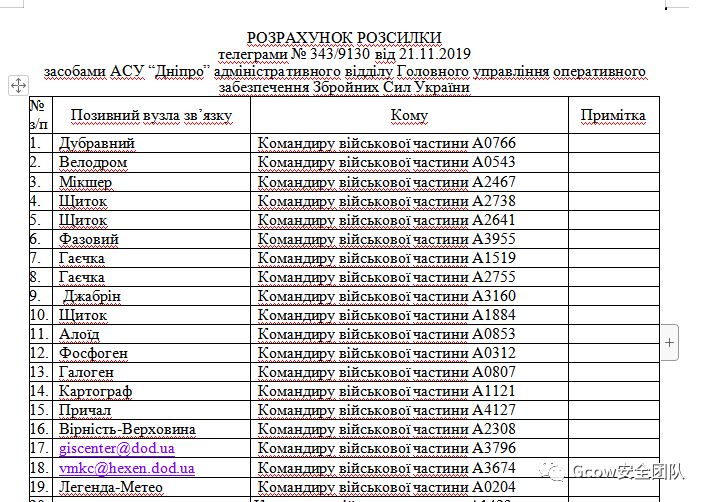 РОЗРАХУНОК РОЗСИЛКИ
телеграми № 343/9130 від 21.11.2019
засобами АСУ “Дніпро” адміністративного відділу Головного управління оперативного
забезпечення Збройних Сил України
№ з/п Позивний вузла зв’язку Кому Примітка
1. Дубравний Командиру військової частини А0766
2. Велодром Командиру військової частини А0543
3. Мікшер Командиру військової частини А2467
4. Щиток Командиру військової частини А2738
5. Щиток Командиру військової частини А2641
6. Фазовий Командиру військової частини А3955
7. Гаєчка Командиру військової частини А1519
8. Гаєчка Командиру військової частини А2755
9. Джабрін Командиру військової частини А3160
10. Щиток Командиру військової частини А1884
11. Алоїд Командиру військової частини А0853
12. Фосфоген Командиру військової частини А0312
13. Галоген Командиру військової частини А0807
14. Картограф Командиру військової частини А1121
15. Причал Командиру військової частини А4127
16. Вірність-Верховина Командиру військової частини А2308
17. giscenter@dod.ua Командиру військової частини А3796
18. vmkc@hexen.dod.ua Командиру військової частини А3674
19. Легенда-Метео Командиру військової частини А0204
Gcow安全团队